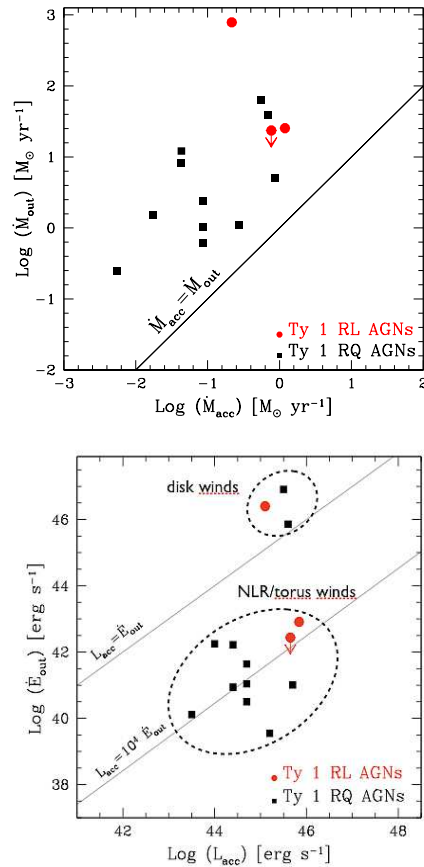 3
2
1
0
−1
−2
−3
−2
−1
0
1
2
Log (Ṁout) [M⊙ yr⁻¹]
Ṁacc=Ṁout
Ty 1 RL AGNs
Ty 1 RQ AGNs
Log (Ṁacc) [M⊙ yr⁻¹]
disk winds
46
NLR/torus winds
44
42
40
38
Log (Ėout) [erg s⁻¹]
Lacc=Ėout
Lacc=10⁴ Ėout
Ty 1 RL AGNs
Ty 1 RQ AGNs
42
44
46
48
Log (Lacc) [erg s⁻¹]